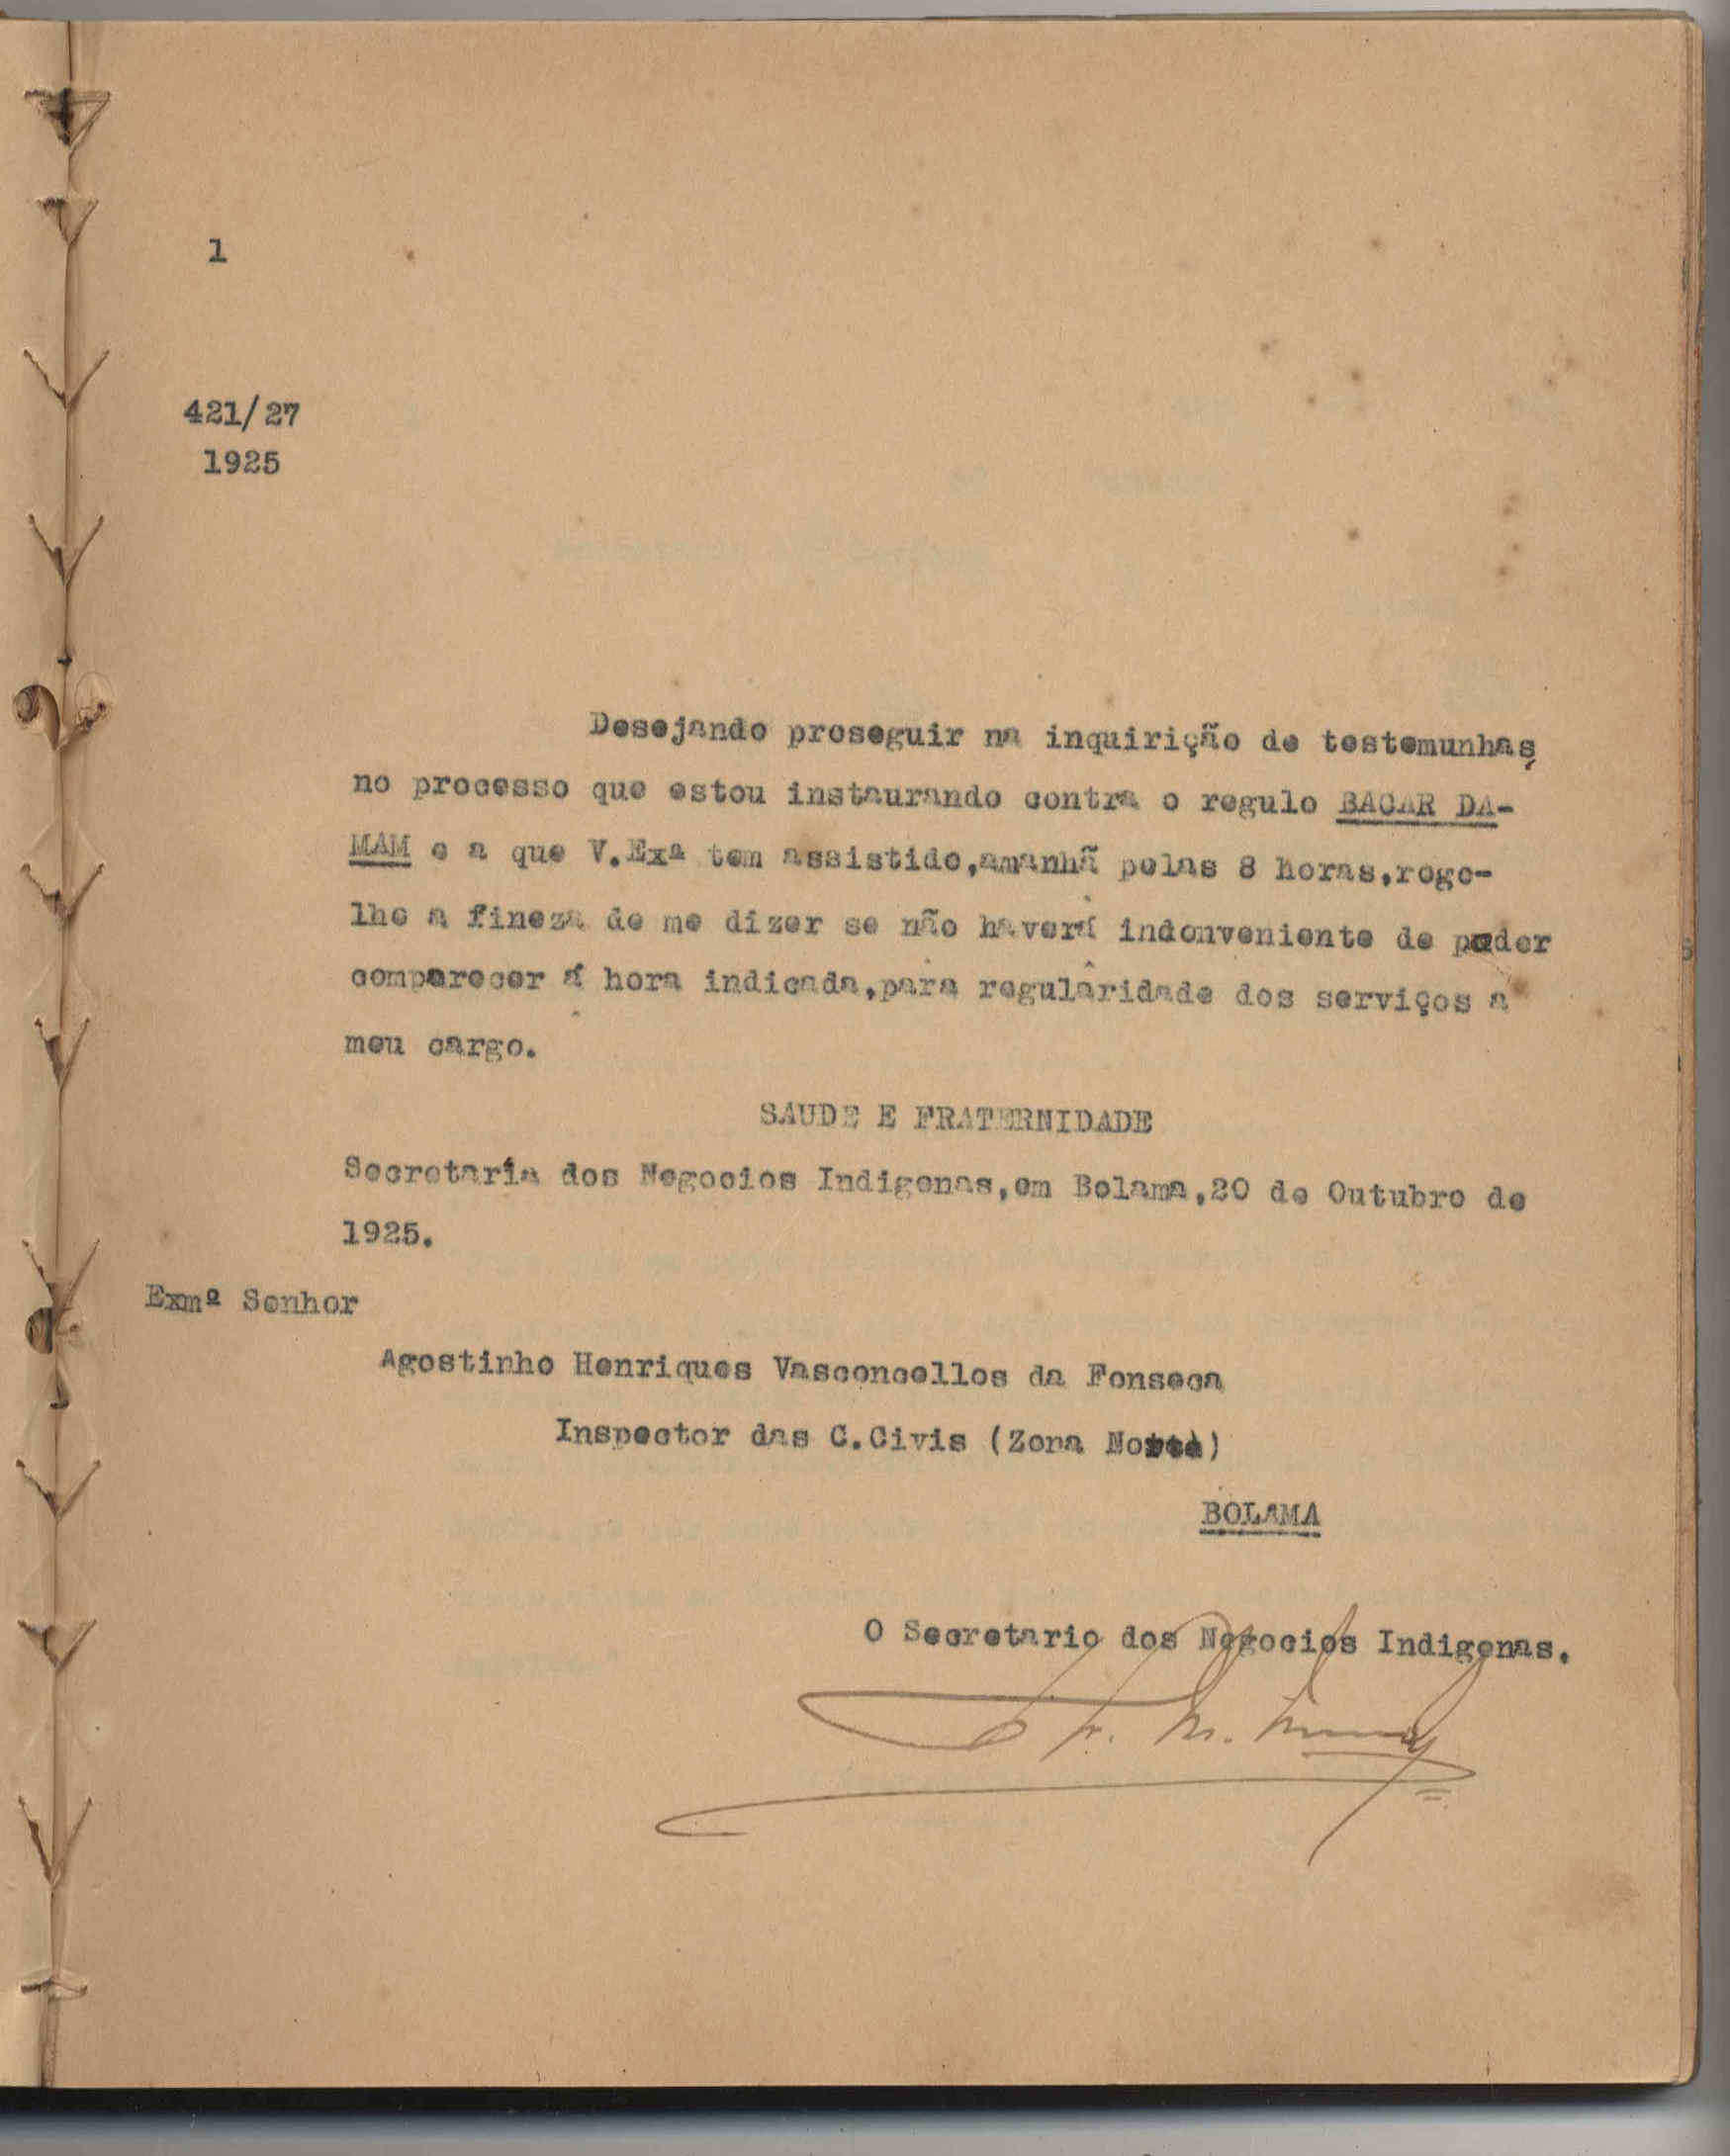 1
421/27
1925
Desejando proseguir na inquirição de testemunhas,
no processo que estou instaurando contra o regulo BACAR DA-
MAM e a que V.Exª tem assistido,amanhã pelas 8 horas,rogo-
lhe a fineza de me dizer se não haverá indonveniente de poder
comparecer á hora indicada,para regularidade dos serviços a
meu cargo.
SAUDE E FRATERNIDADE
Secretaria dos Negocios Indigenas,em Bolama,20 de Outubro de
1925.
Exmº Senhor
Agostinho Henriques Vasconcellos da Fonseca
Inspector das C.Civis (Zona Norte)
BOLAMA
O Secretario dos Negocios Indigenas.